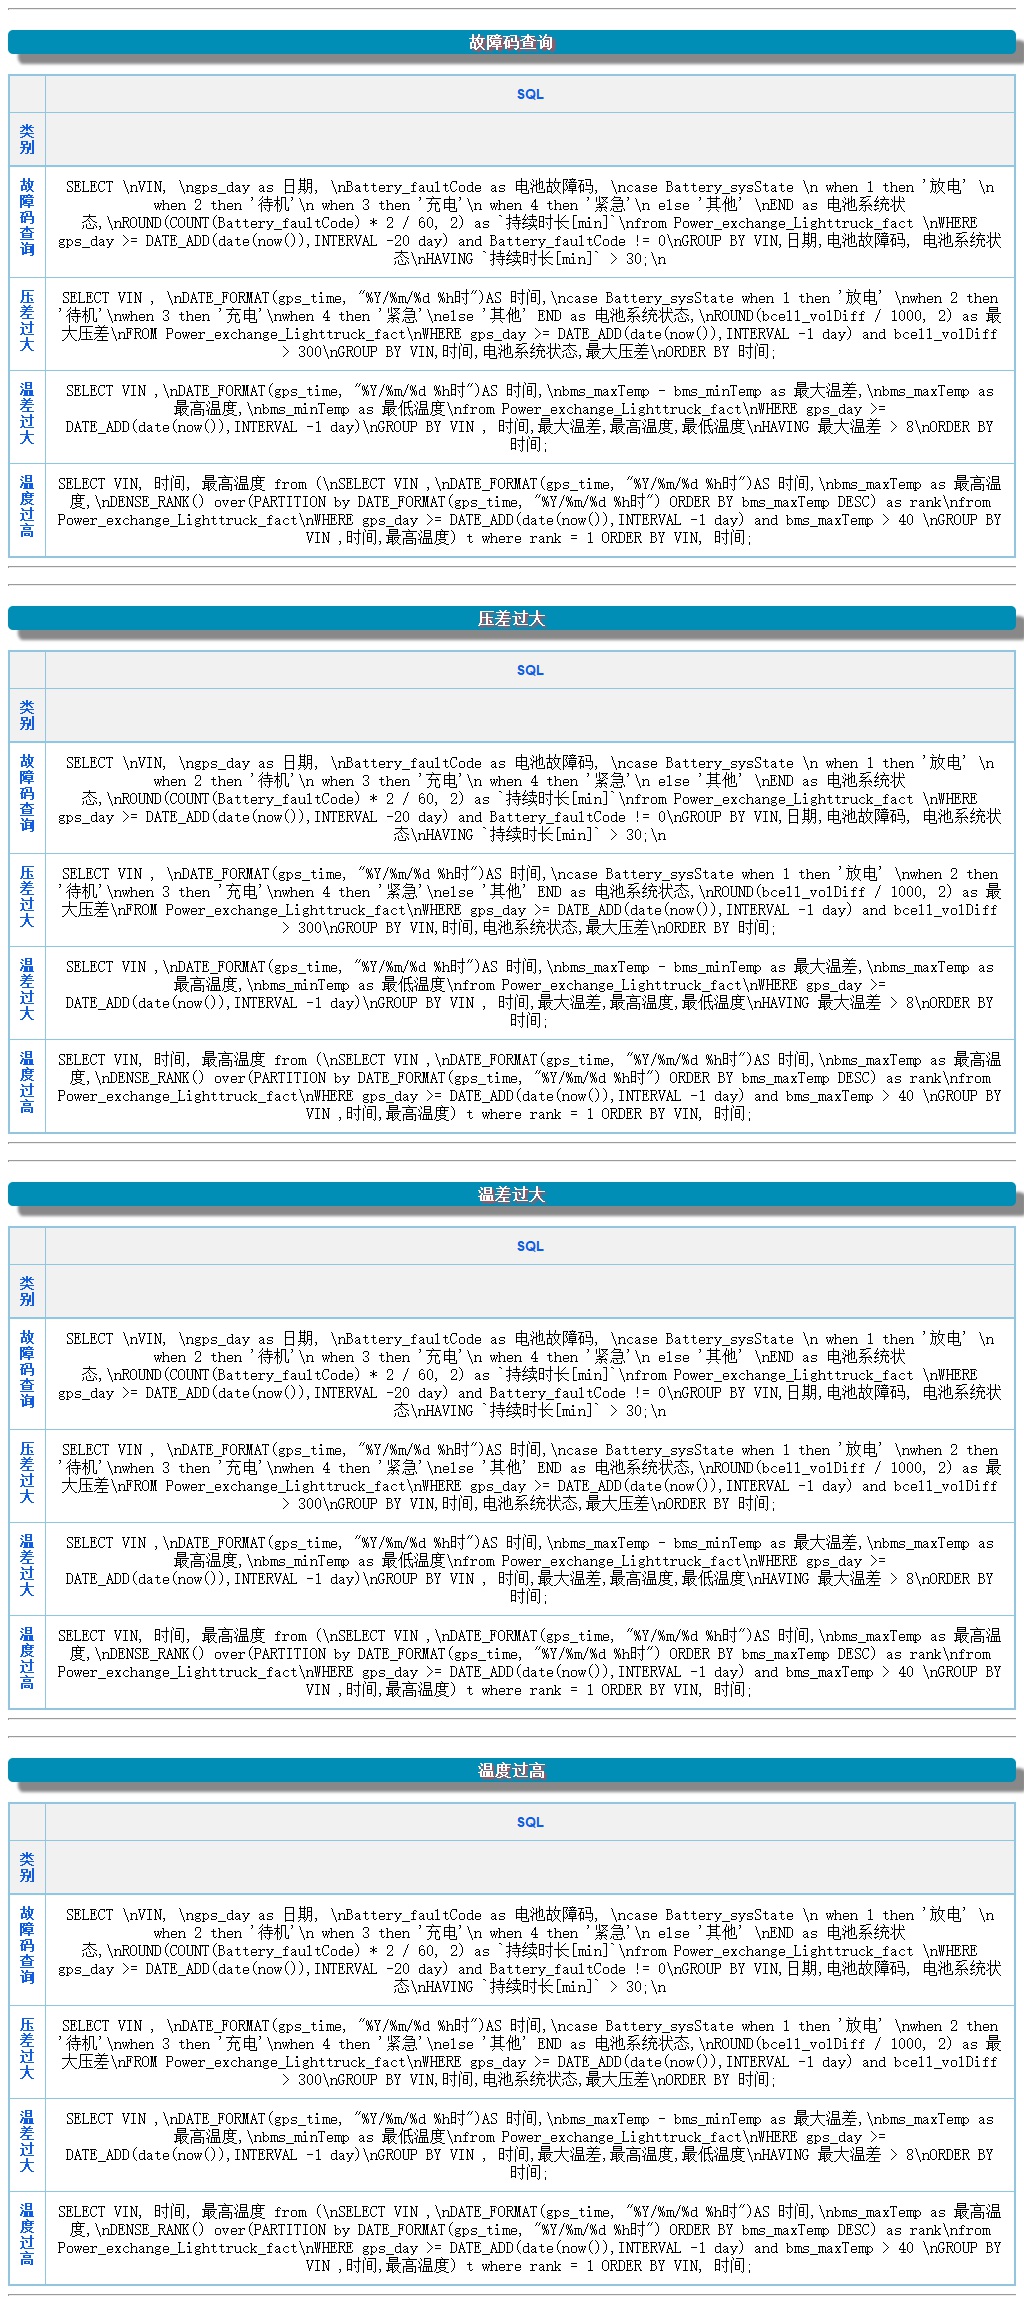 故障码查询
SQL
类
别
故
障
码
查
询
SELECT \nVIN, \ngps_day as 日期, \nBattery_faultCode as 电池故障码, \ncase Battery_sysState \n when 1 then '放电' \n
when 2 then '待机'\n when 3 then '充电'\n when 4 then '紧急'\n else '其他' \nEND as 电池系统状
态,\nROUND(COUNT(Battery_faultCode) * 2 / 60, 2) as `持续时长[min]`\nfrom Power_exchange_Lighttruck_fact \nWHERE
gps_day >= DATE_ADD(date(now()),INTERVAL -20 day) and Battery_faultCode != 0\nGROUP BY VIN,日期,电池故障码, 电池系统状
态\nHAVING `持续时长[min]` > 30;\n
压
差
过
大
SELECT VIN , \nDATE_FORMAT(gps_time, "%Y/%m/%d %h时")AS 时间,\ncase Battery_sysState when 1 then '放电' \nwhen 2 then
'待机'\nwhen 3 then '充电'\nwhen 4 then '紧急'\nelse '其他' END as 电池系统状态,\nROUND(bcell_volDiff / 1000, 2) as 最
大压差\nFROM Power_exchange_Lighttruck_fact\nWHERE gps_day >= DATE_ADD(date(now()),INTERVAL -1 day) and bcell_volDiff
> 300\nGROUP BY VIN,时间,电池系统状态,最大压差\nORDER BY 时间;
温
差
过
大
SELECT VIN ,\nDATE_FORMAT(gps_time, "%Y/%m/%d %h时")AS 时间,\nbms_maxTemp - bms_minTemp as 最大温差,\nbms_maxTemp as
最高温度,\nbms_minTemp as 最低温度\nfrom Power_exchange_Lighttruck_fact\nWHERE gps_day >=
DATE_ADD(date(now()),INTERVAL -1 day)\nGROUP BY VIN , 时间,最大温差,最高温度,最低温度\nHAVING 最大温差 > 8\nORDER BY
时间;
温
度
过
高
SELECT VIN, 时间, 最高温度 from (\nSELECT VIN ,\nDATE_FORMAT(gps_time, "%Y/%m/%d %h时")AS 时间,\nbms_maxTemp as 最高温
度,\nDENSE_RANK() over(PARTITION by DATE_FORMAT(gps_time, "%Y/%m/%d %h时") ORDER BY bms_maxTemp DESC) as rank\nfrom
Power_exchange_Lighttruck_fact\nWHERE gps_day >= DATE_ADD(date(now()),INTERVAL -1 day) and bms_maxTemp > 40 \nGROUP BY
VIN ,时间,最高温度) t where rank = 1 ORDER BY VIN, 时间;
压差过大
SQL
类
别
故
障
码
查
询
SELECT \nVIN, \ngps_day as 日期, \nBattery_faultCode as 电池故障码, \ncase Battery_sysState \n when 1 then '放电' \n
when 2 then '待机'\n when 3 then '充电'\n when 4 then '紧急'\n else '其他' \nEND as 电池系统状
态,\nROUND(COUNT(Battery_faultCode) * 2 / 60, 2) as `持续时长[min]`\nfrom Power_exchange_Lighttruck_fact \nWHERE
gps_day >= DATE_ADD(date(now()),INTERVAL -20 day) and Battery_faultCode != 0\nGROUP BY VIN,日期,电池故障码, 电池系统状
态\nHAVING `持续时长[min]` > 30;\n
压
差
过
大
SELECT VIN , \nDATE_FORMAT(gps_time, "%Y/%m/%d %h时")AS 时间,\ncase Battery_sysState when 1 then '放电' \nwhen 2 then
'待机'\nwhen 3 then '充电'\nwhen 4 then '紧急'\nelse '其他' END as 电池系统状态,\nROUND(bcell_volDiff / 1000, 2) as 最
大压差\nFROM Power_exchange_Lighttruck_fact\nWHERE gps_day >= DATE_ADD(date(now()),INTERVAL -1 day) and bcell_volDiff
> 300\nGROUP BY VIN,时间,电池系统状态,最大压差\nORDER BY 时间;
温
差
过
大
SELECT VIN ,\nDATE_FORMAT(gps_time, "%Y/%m/%d %h时")AS 时间,\nbms_maxTemp - bms_minTemp as 最大温差,\nbms_maxTemp as
最高温度,\nbms_minTemp as 最低温度\nfrom Power_exchange_Lighttruck_fact\nWHERE gps_day >=
DATE_ADD(date(now()),INTERVAL -1 day)\nGROUP BY VIN , 时间,最大温差,最高温度,最低温度\nHAVING 最大温差 > 8\nORDER BY
时间;
温
度
过
高
SELECT VIN, 时间, 最高温度 from (\nSELECT VIN ,\nDATE_FORMAT(gps_time, "%Y/%m/%d %h时")AS 时间,\nbms_maxTemp as 最高温
度,\nDENSE_RANK() over(PARTITION by DATE_FORMAT(gps_time, "%Y/%m/%d %h时") ORDER BY bms_maxTemp DESC) as rank\nfrom
Power_exchange_Lighttruck_fact\nWHERE gps_day >= DATE_ADD(date(now()),INTERVAL -1 day) and bms_maxTemp > 40 \nGROUP BY
VIN ,时间,最高温度) t where rank = 1 ORDER BY VIN, 时间;
温差过大
SQL
类
别
故
障
码
查
询
SELECT \nVIN, \ngps_day as 日期, \nBattery_faultCode as 电池故障码, \ncase Battery_sysState \n when 1 then '放电' \n
when 2 then '待机'\n when 3 then '充电'\n when 4 then '紧急'\n else '其他' \nEND as 电池系统状
态,\nROUND(COUNT(Battery_faultCode) * 2 / 60, 2) as `持续时长[min]`\nfrom Power_exchange_Lighttruck_fact \nWHERE
gps_day >= DATE_ADD(date(now()),INTERVAL -20 day) and Battery_faultCode != 0\nGROUP BY VIN,日期,电池故障码, 电池系统状
态\nHAVING `持续时长[min]` > 30;\n
压
差
过
大
SELECT VIN , \nDATE_FORMAT(gps_time, "%Y/%m/%d %h时")AS 时间,\ncase Battery_sysState when 1 then '放电' \nwhen 2 then
'待机'\nwhen 3 then '充电'\nwhen 4 then '紧急'\nelse '其他' END as 电池系统状态,\nROUND(bcell_volDiff / 1000, 2) as 最
大压差\nFROM Power_exchange_Lighttruck_fact\nWHERE gps_day >= DATE_ADD(date(now()),INTERVAL -1 day) and bcell_volDiff
> 300\nGROUP BY VIN,时间,电池系统状态,最大压差\nORDER BY 时间;
温
差
过
大
SELECT VIN ,\nDATE_FORMAT(gps_time, "%Y/%m/%d %h时")AS 时间,\nbms_maxTemp - bms_minTemp as 最大温差,\nbms_maxTemp as
最高温度,\nbms_minTemp as 最低温度\nfrom Power_exchange_Lighttruck_fact\nWHERE gps_day >=
DATE_ADD(date(now()),INTERVAL -1 day)\nGROUP BY VIN , 时间,最大温差,最高温度,最低温度\nHAVING 最大温差 > 8\nORDER BY
时间;
温
度
过
高
SELECT VIN, 时间, 最高温度 from (\nSELECT VIN ,\nDATE_FORMAT(gps_time, "%Y/%m/%d %h时")AS 时间,\nbms_maxTemp as 最高温
度,\nDENSE_RANK() over(PARTITION by DATE_FORMAT(gps_time, "%Y/%m/%d %h时") ORDER BY bms_maxTemp DESC) as rank\nfrom
Power_exchange_Lighttruck_fact\nWHERE gps_day >= DATE_ADD(date(now()),INTERVAL -1 day) and bms_maxTemp > 40 \nGROUP BY
VIN ,时间,最高温度) t where rank = 1 ORDER BY VIN, 时间;
温度过高
SQL
类
别
故
障
码
查
询
SELECT \nVIN, \ngps_day as 日期, \nBattery_faultCode as 电池故障码, \ncase Battery_sysState \n when 1 then '放电' \n
when 2 then '待机'\n when 3 then '充电'\n when 4 then '紧急'\n else '其他' \nEND as 电池系统状
态,\nROUND(COUNT(Battery_faultCode) * 2 / 60, 2) as `持续时长[min]`\nfrom Power_exchange_Lighttruck_fact \nWHERE
gps_day >= DATE_ADD(date(now()),INTERVAL -20 day) and Battery_faultCode != 0\nGROUP BY VIN,日期,电池故障码, 电池系统状
态\nHAVING `持续时长[min]` > 30;\n
压
差
过
大
SELECT VIN , \nDATE_FORMAT(gps_time, "%Y/%m/%d %h时")AS 时间,\ncase Battery_sysState when 1 then '放电' \nwhen 2 then
'待机'\nwhen 3 then '充电'\nwhen 4 then '紧急'\nelse '其他' END as 电池系统状态,\nROUND(bcell_volDiff / 1000, 2) as 最
大压差\nFROM Power_exchange_Lighttruck_fact\nWHERE gps_day >= DATE_ADD(date(now()),INTERVAL -1 day) and bcell_volDiff
> 300\nGROUP BY VIN,时间,电池系统状态,最大压差\nORDER BY 时间;
温
差
过
大
SELECT VIN ,\nDATE_FORMAT(gps_time, "%Y/%m/%d %h时")AS 时间,\nbms_maxTemp - bms_minTemp as 最大温差,\nbms_maxTemp as
最高温度,\nbms_minTemp as 最低温度\nfrom Power_exchange_Lighttruck_fact\nWHERE gps_day >=
DATE_ADD(date(now()),INTERVAL -1 day)\nGROUP BY VIN , 时间,最大温差,最高温度,最低温度\nHAVING 最大温差 > 8\nORDER BY
时间;
温
度
过
高
SELECT VIN, 时间, 最高温度 from (\nSELECT VIN ,\nDATE_FORMAT(gps_time, "%Y/%m/%d %h时")AS 时间,\nbms_maxTemp as 最高温
度,\nDENSE_RANK() over(PARTITION by DATE_FORMAT(gps_time, "%Y/%m/%d %h时") ORDER BY bms_maxTemp DESC) as rank\nfrom
Power_exchange_Lighttruck_fact\nWHERE gps_day >= DATE_ADD(date(now()),INTERVAL -1 day) and bms_maxTemp > 40 \nGROUP BY
VIN ,时间,最高温度) t where rank = 1 ORDER BY VIN, 时间;